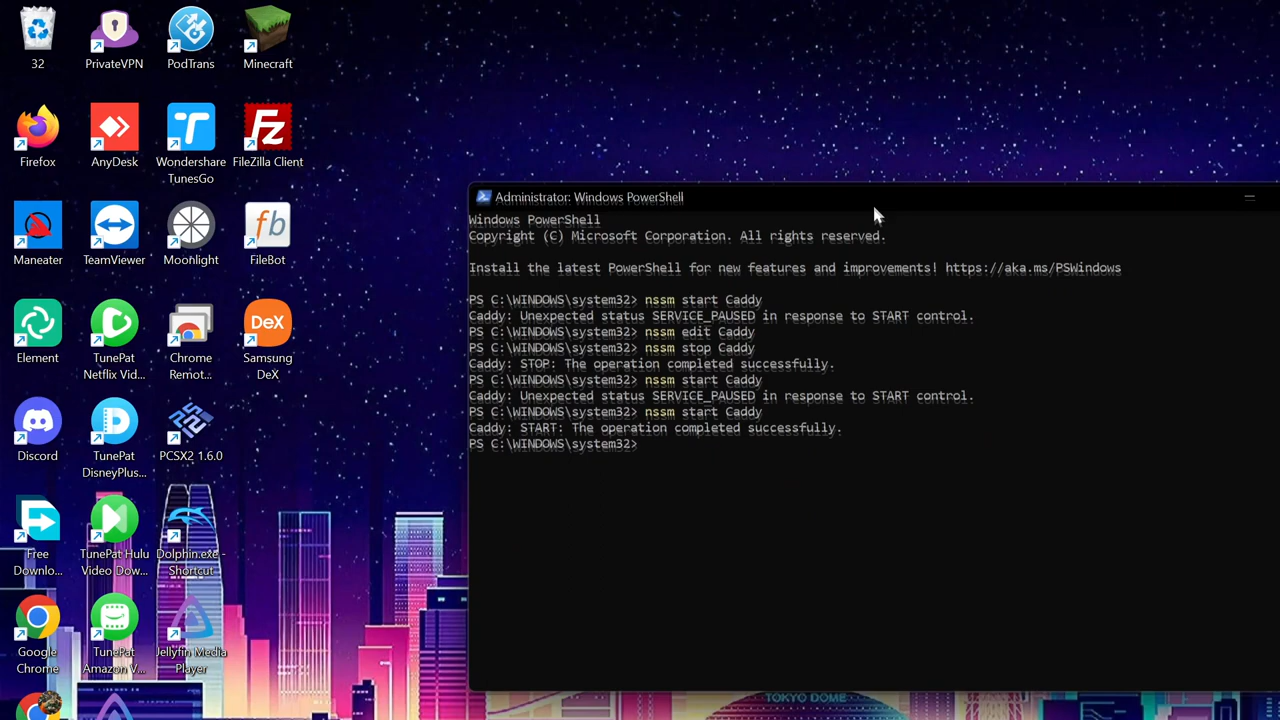 32
PrivateVPN
PodTrans
Minecraft
Firefox
AnyDesk
Wondershare
TunesGo
FileZilla Client
Maneater
TeamViewer
Moonlight
fb
FileBot
Element
TunePat
Netflix Vid...
Chrome
Remot...
DeX
Samsung
DeX
Discord
TunePat
DisneyPlus...
PCSX2 1.6.0
Free
Downlo...
TunePat Hulu
Video Dow...
Dolphin.exe -
Shortcut
Google
Chrome
TunePat
Amazon V...
Jellyfin Media
Player
Administrator: Windows PowerShell
Windows PowerShell
Copyright (C) Microsoft Corporation. All rights reserved.
Install the latest PowerShell for new features and improvements! https://aka.ms/PSWindows
PS C:\WINDOWS\system32> nssm start Caddy
Caddy: Unexpected status SERVICE_PAUSED in response to START control.
PS C:\WINDOWS\system32> nssm edit Caddy
PS C:\WINDOWS\system32> nssm stop Caddy
Caddy: STOP: The operation completed successfully.
PS C:\WINDOWS\system32> nssm start Caddy
Caddy: Unexpected status SERVICE_PAUSED in response to START control.
PS C:\WINDOWS\system32> nssm start Caddy
Caddy: START: The operation completed successfully.
PS C:\WINDOWS\system32>
TOKYO DOME